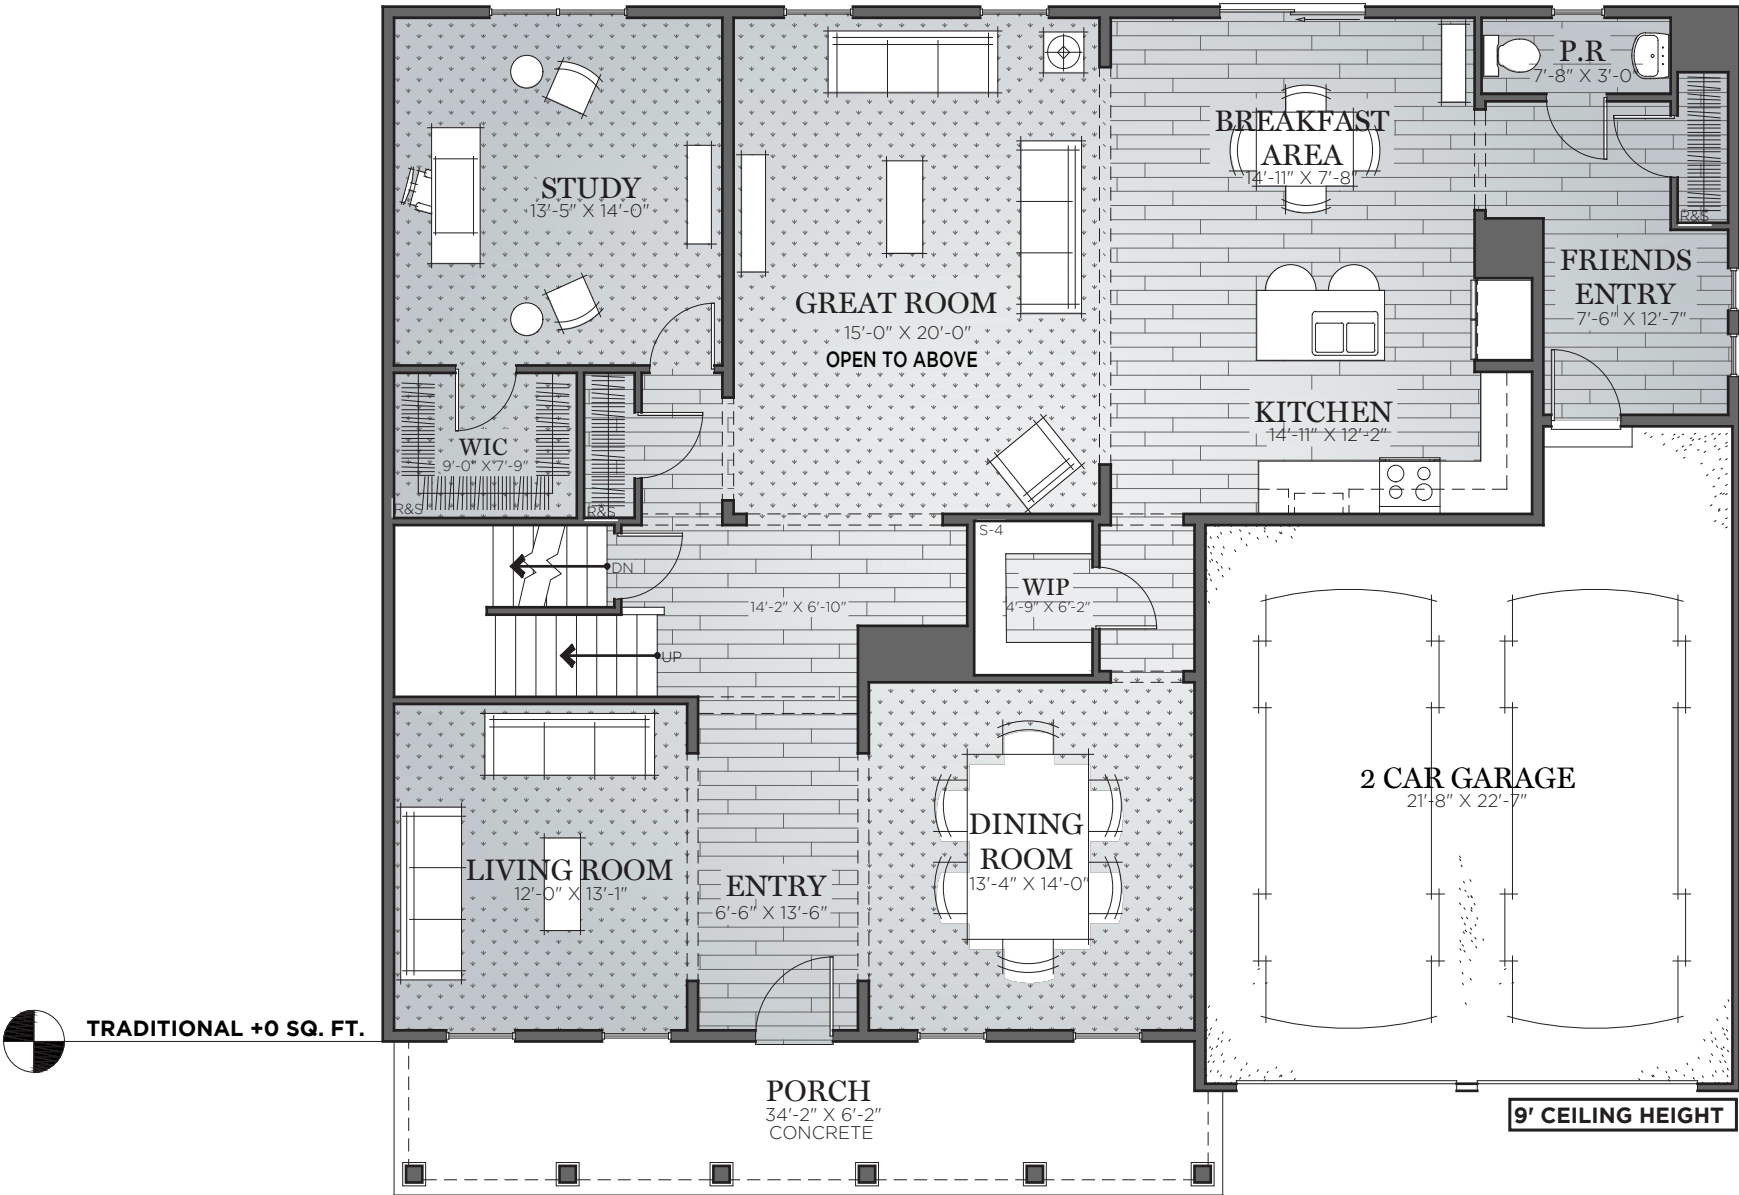 P.R
7'-8" X 3'-0"
BREAKFAST
AREA
14'-11" X 7'-8"
STUDY
13'-5" X 14'-0"
R&S
FRIENDS
ENTRY
7'-6" X 12'-7"
GREAT ROOM
15'-0" X 20'-0"
OPEN TO ABOVE
KITCHEN
14'-11" X 12'-2"
WIC
9'-0" X 7'-9"
R&S
R&S
S-4
DN
WIP
4'-9" X 6'-2"
14'-2" X 6'-10"
UP
2 CAR GARAGE
21'-8" X 22'-7"
DINING
ROOM
13'-4" X 14'-0"
LIVING ROOM
12'-0" X 13'-1"
ENTRY
6'-6" X 13'-6"
TRADITIONAL +0 SQ. FT.
PORCH
34'-2" X 6'-2"
CONCRETE
9' CEILING HEIGHT